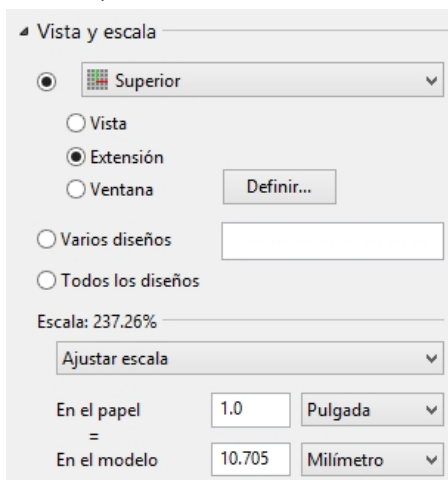 Vista y escala
Superior
Vista
Extensión
Ventana Definir...
Varios diseños
Todos los diseños
Escala: 237.26%
Ajustar escala
En el papel 1.0 Pulgada
=
En el modelo 10.705 Milímetro